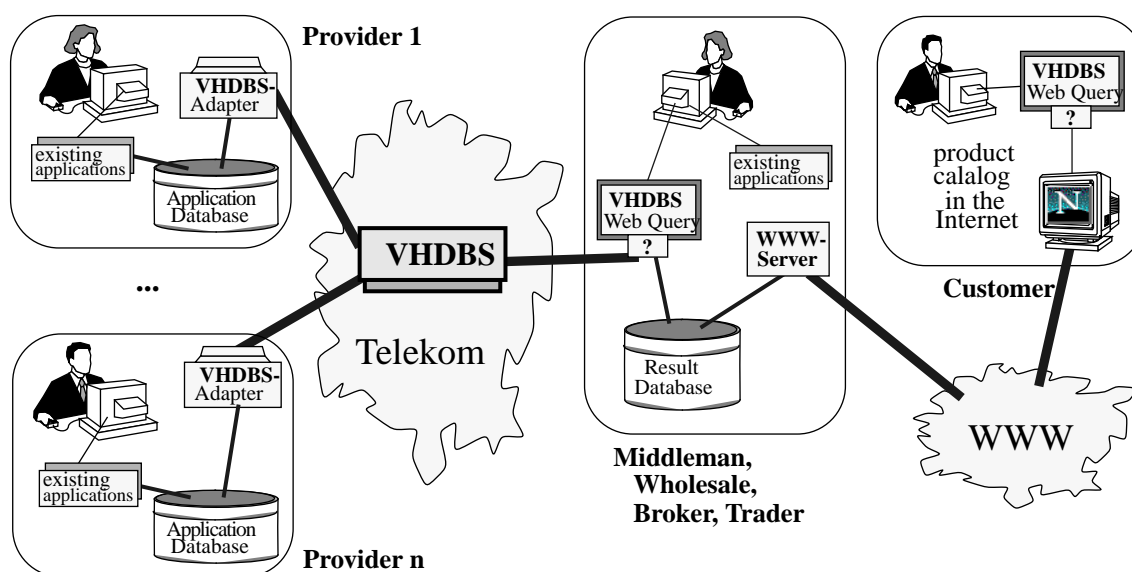 Provider 1
VHDBS-
Adapter
existing
applications
Application
Database
...
VHDBS-
Adapter
existing
applications
Application
Database
Provider n
VHDBS
Telekom
existing
applications
VHDBS
Web Query
?
WWW-
Server
Result
Database
Middleman,
Wholesale,
Broker, Trader
VHDBS
Web Query
?
product
calalog
in the
Internet
N
Customer
WWW